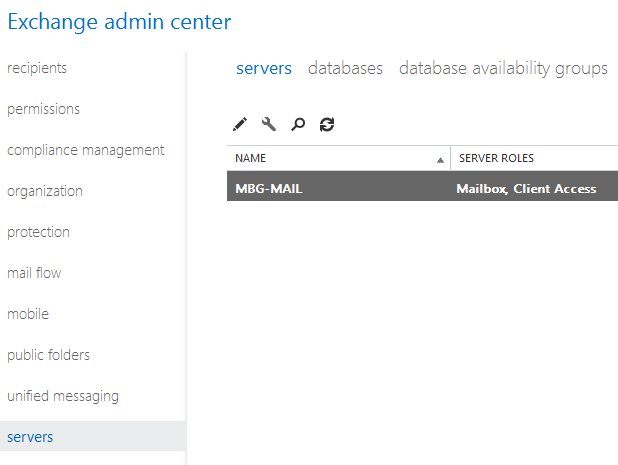 Exchange admin center
recipients
permissions
compliance management
organization
protection
mail flow
mobile
public folders
unified messaging
servers
servers databases database availability groups
NAME SERVER ROLES
MBG-MAIL Mailbox, Client Access